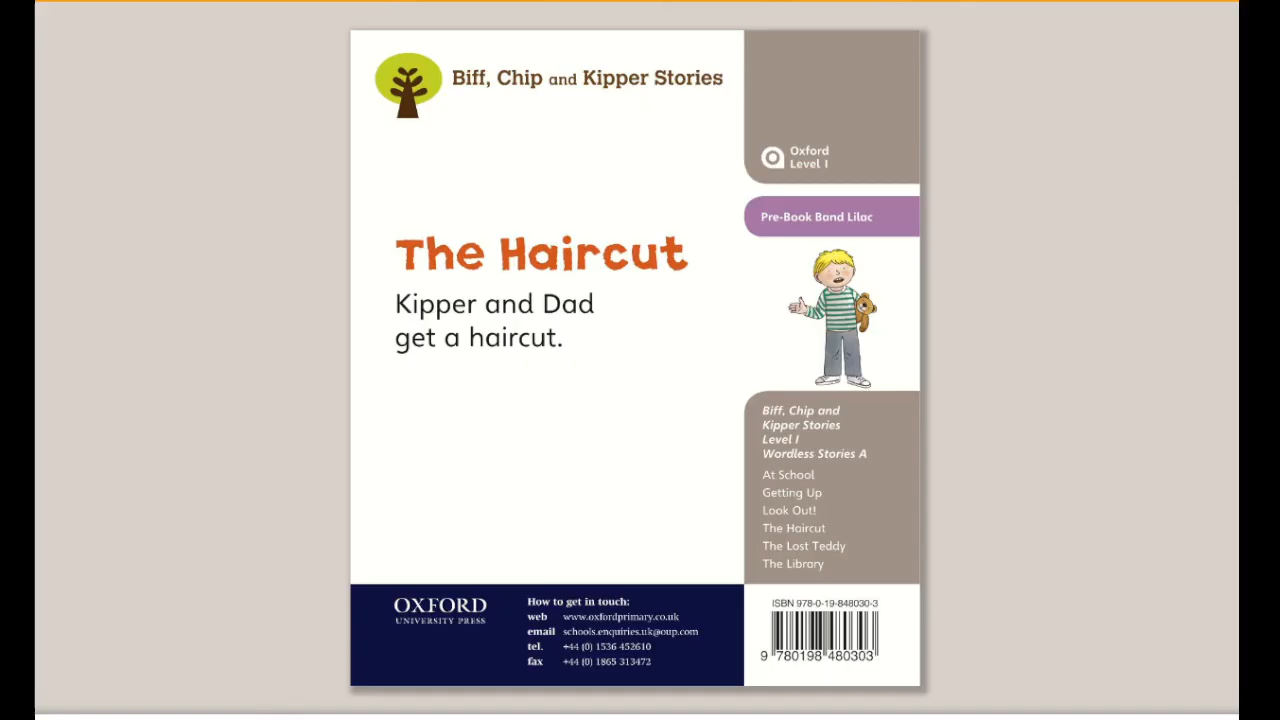 Biff, Chip and Kipper Stories
Oxford
Level 1
Pre-Book Band Lilac
The Haircut
Kipper and Dad
get a haircut.
Biff, Chip and
Kipper Stories
Level 1
Wordless Stories A
At School
Getting Up
Look Out!
The Haircut
The Lost Teddy
The Library
OXFORD
UNIVERSITY PRESS
How to get in touch:
web www.oxfordprimary.co.uk
email schools.enquiries.uk@oup.com
tel. +44 (0) 1536 452610
fax +44 (0) 1865 313472
ISBN 978-0-19-848030-3
9 780198 480303